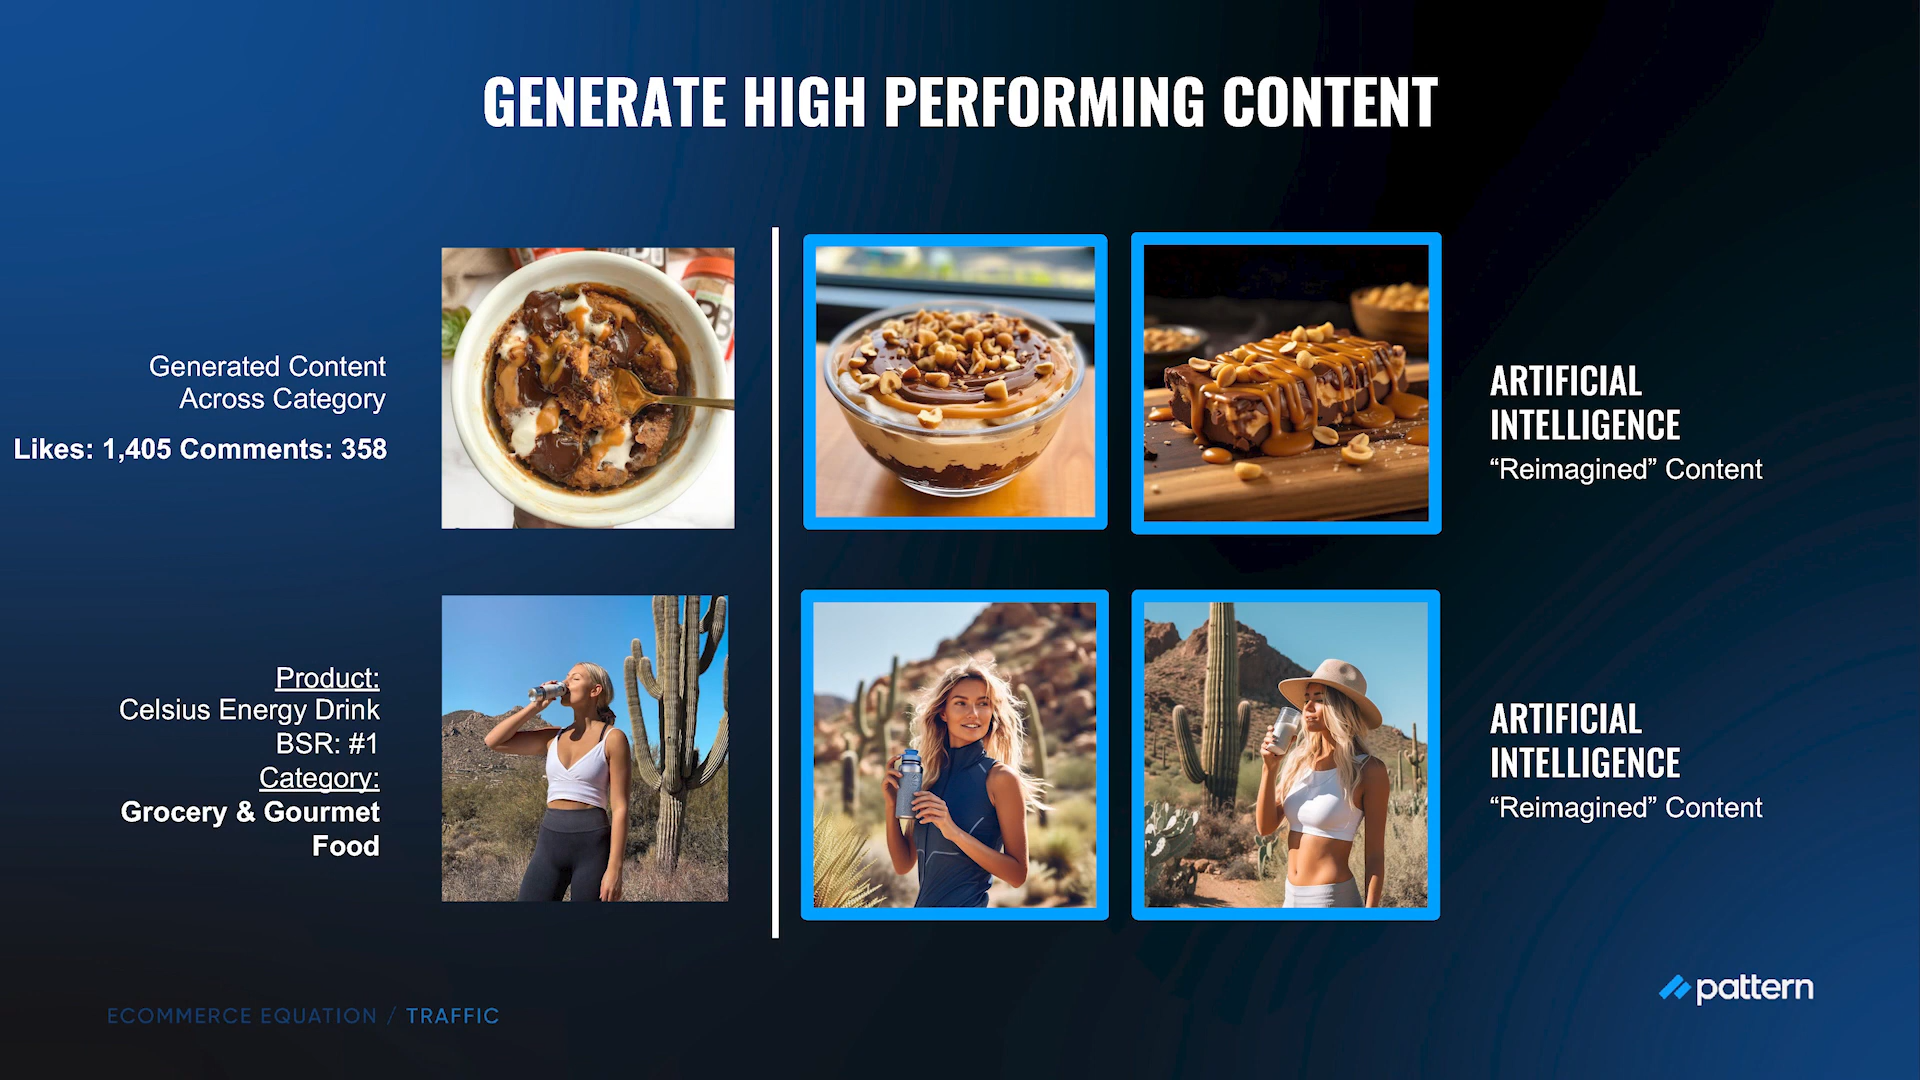 GENERATE HIGH PERFORMING CONTENT
Generated Content
Across Category
Likes: 1,405 Comments: 358
PB
ARTIFICIAL
INTELLIGENCE
“Reimagined” Content
Product:
Celsius Energy Drink
BSR: #1
Category:
Grocery & Gourmet
Food
ARTIFICIAL
INTELLIGENCE
“Reimagined” Content
ECOMMERCE EQUATION / TRAFFIC
pattern